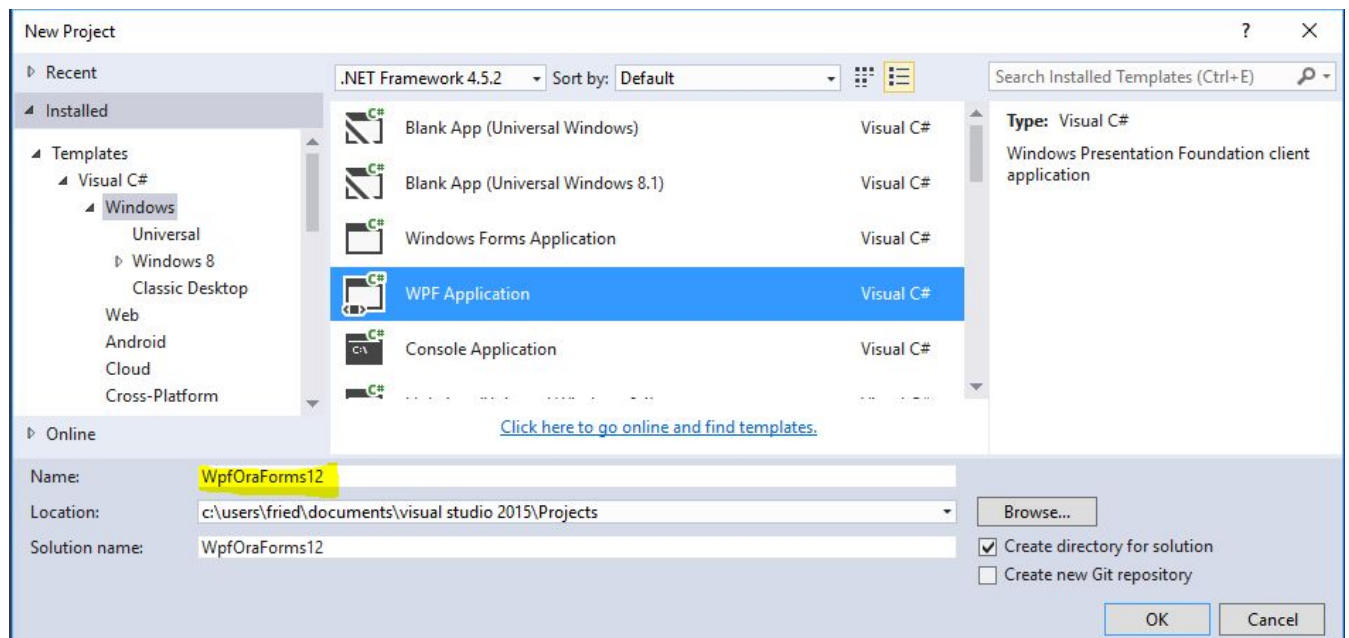 New Project
?
Recent
.NET Framework 4.5.2
Sort by: Default
Search Installed Templates (Ctrl+E)
Installed
Templates
Visual C#
Windows
Universal
Windows 8
Classic Desktop
Web
Android
Cloud
Cross-Platform
Online
C#
Blank App (Universal Windows)
Visual C#
C#
Blank App (Universal Windows 8.1)
Visual C#
C#
Windows Forms Application
Visual C#
C#
WPF Application
Visual C#
C#
C:\
Console Application
Visual C#
C#
Click here to go online and find templates.
Type: Visual C#
Windows Presentation Foundation client
application
Name:
WpfOraForms12
Location:
c:\users\fried\documents\visual studio 2015\Projects
Browse...
Solution name:
WpfOraForms12
Create directory for solution
Create new Git repository
OK
Cancel